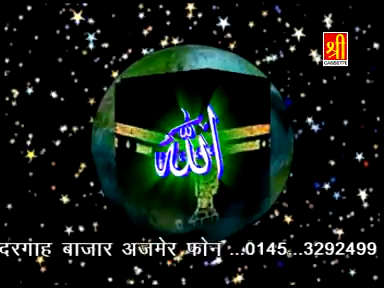 श्री
CASSETTE
الله
दरगाह बाजार अजमेर फोन ...0145...3292499